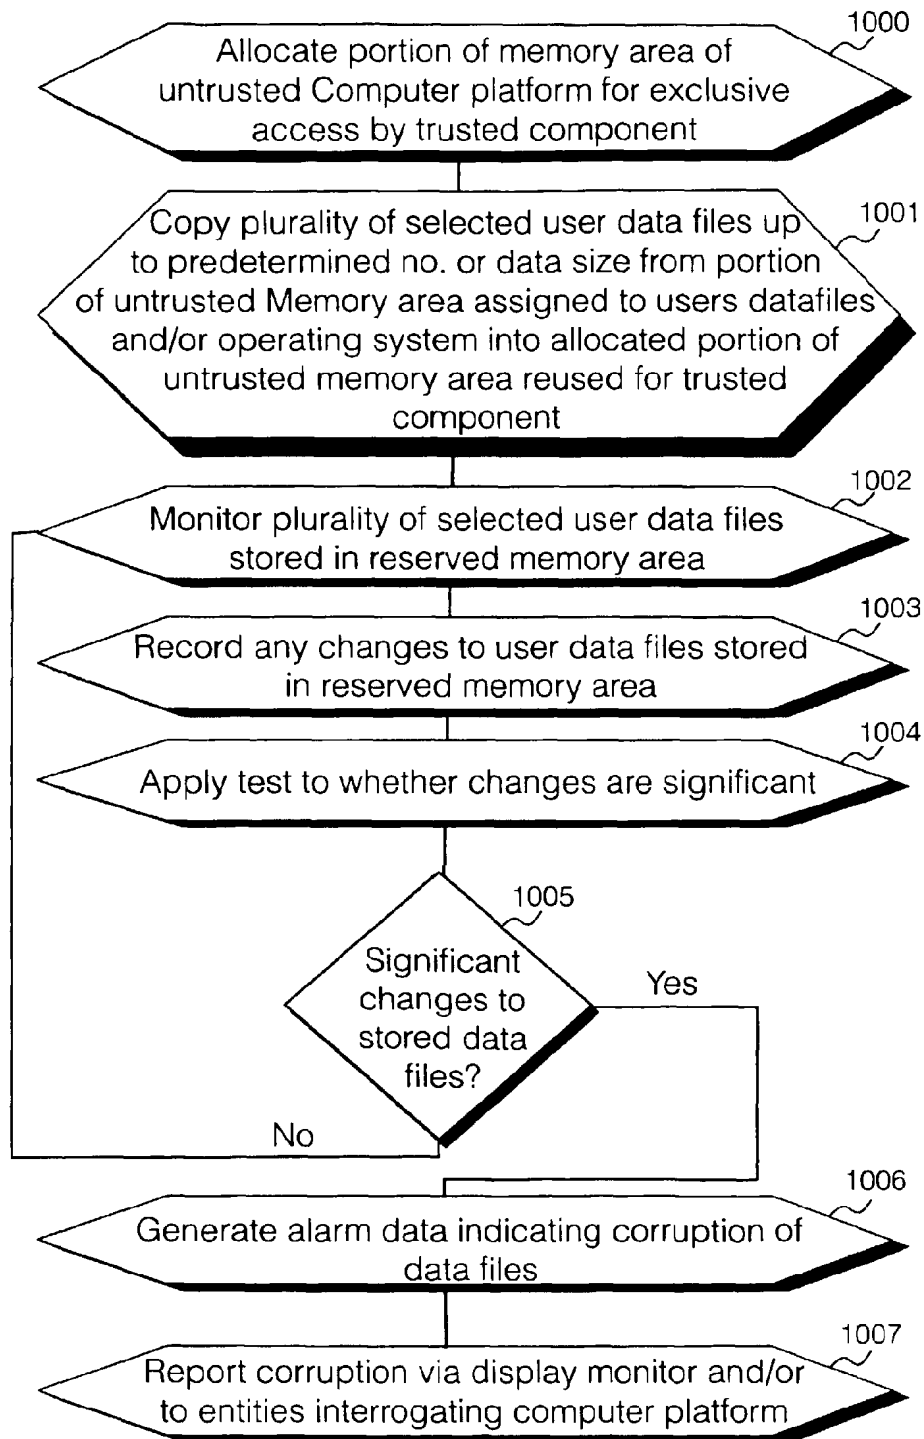 1000
Allocate portion of memory area of
untrusted Computer platform for exclusive
access by trusted component
1001
Copy plurality of selected user data files up
to predetermined no. or data size from portion
of untrusted Memory area assigned to users datafiles
and/or operating system into allocated portion of
untrusted memory area reused for trusted
component
1002
Monitor plurality of selected user data files
stored in reserved memory area
1003
Record any changes to user data files stored
in reserved memory area
1004
Apply test to whether changes are significant
1005
Significant
changes to
stored data
files?
Yes
No
1006
Generate alarm data indicating corruption of
data files
1007
Report corruption via display monitor and/or
to entities interrogating computer platform